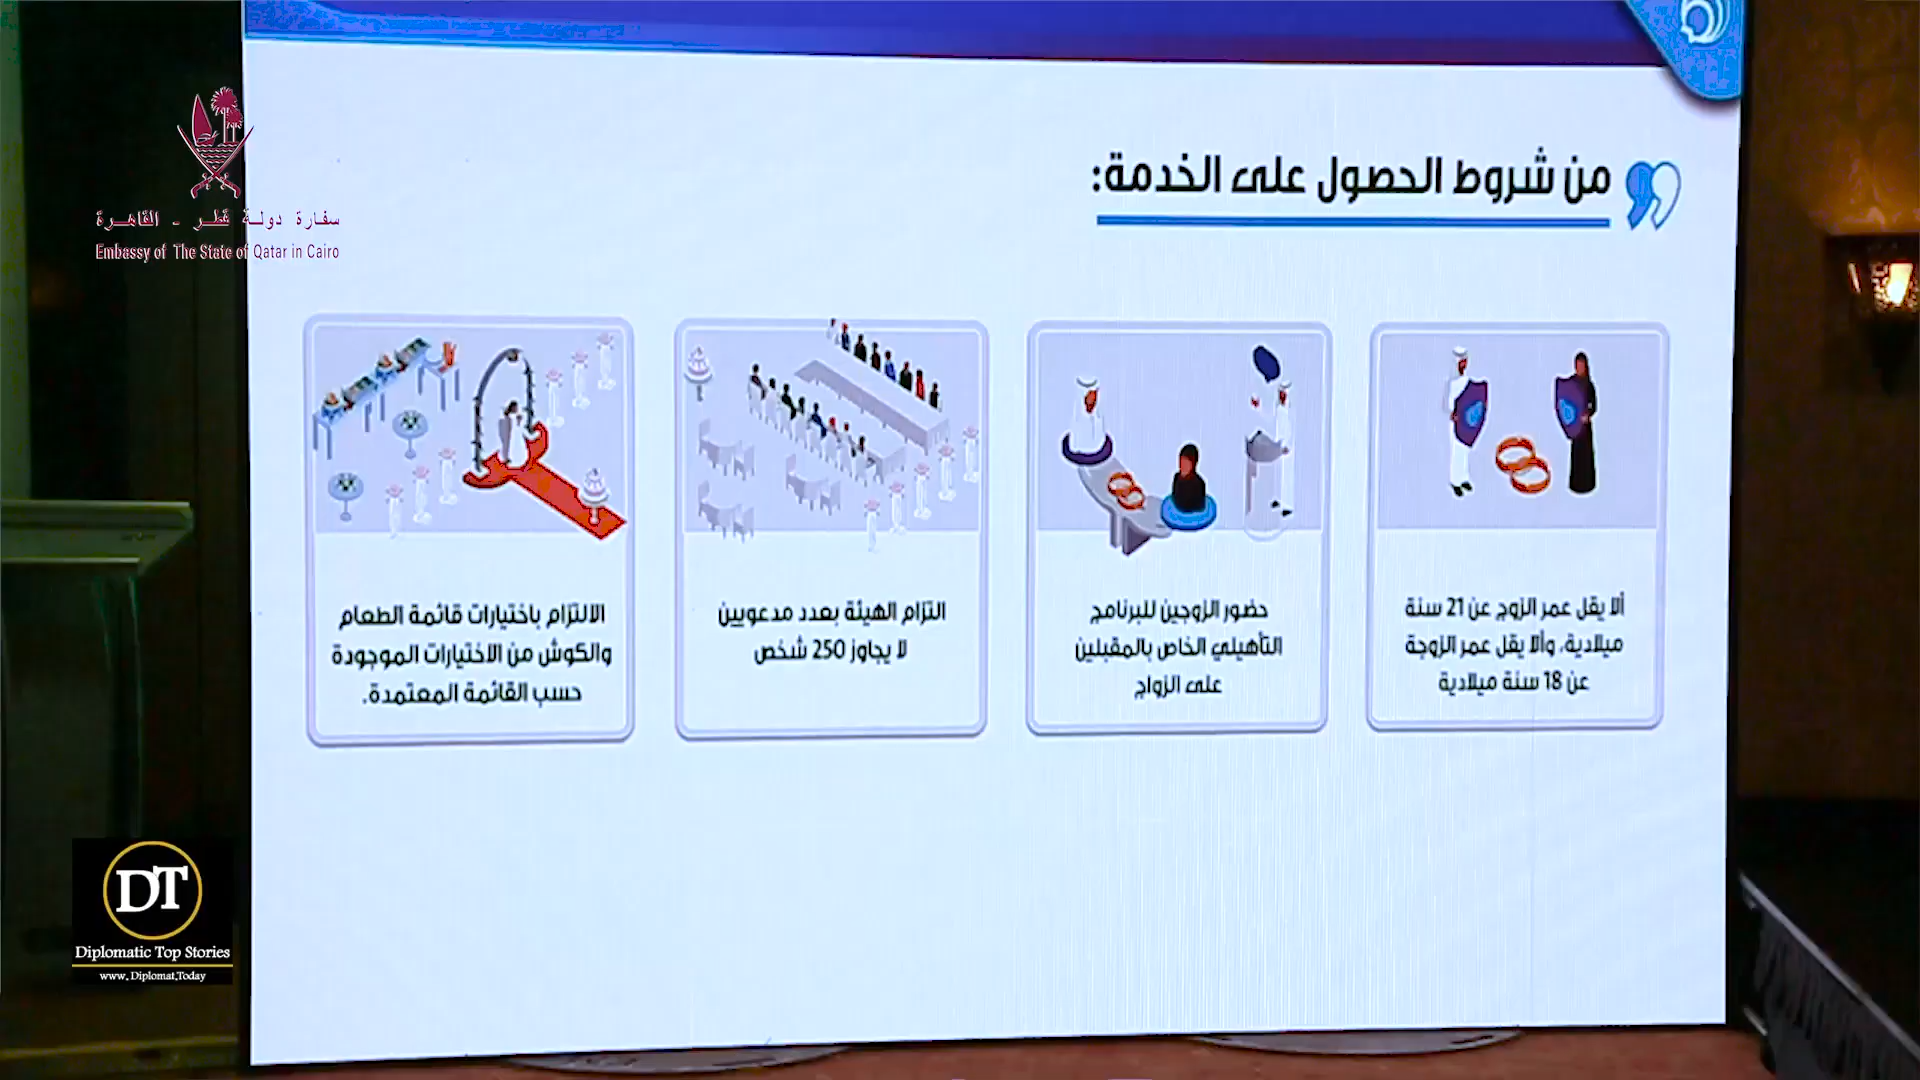 سفارة دولة قطر - القاهرة
Embassy of The State of Qatar in Cairo
من شروط الحصول على الخدمة:
ألا يقل عمر الزوج عن 21 سنة
ميلادية، وألا يقل عمر الزوجة
عن 18 سنة ميلادية
حضور الزوجين للبرنامج
التأهيلي الخاص بالمقبلين
على الزواج
التزام الهيئة بعدد مدعويين
لا يجاوز 250 شخص
الالتزام باختيارات قائمة الطعام
والكوش من الاختيارات الموجودة
حسب القائمة المعتمدة.
DT
Diplomatic Top Stories
www.Diplomat.Today